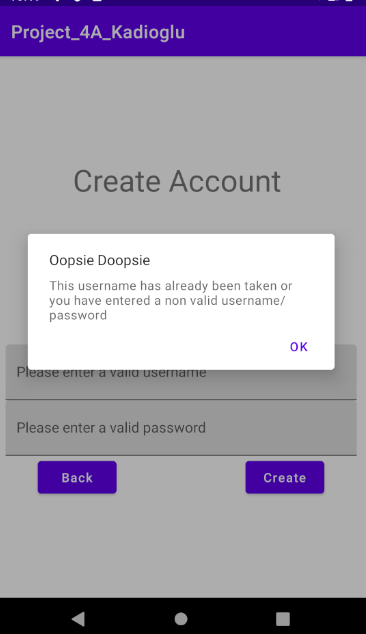 Project_4A_Kadioglu
Create Account
Oopsie Doopsie
This username has already been taken or
you have entered a non valid username/
password
OK
Please enter a valid username
Please enter a valid password
Back
Create